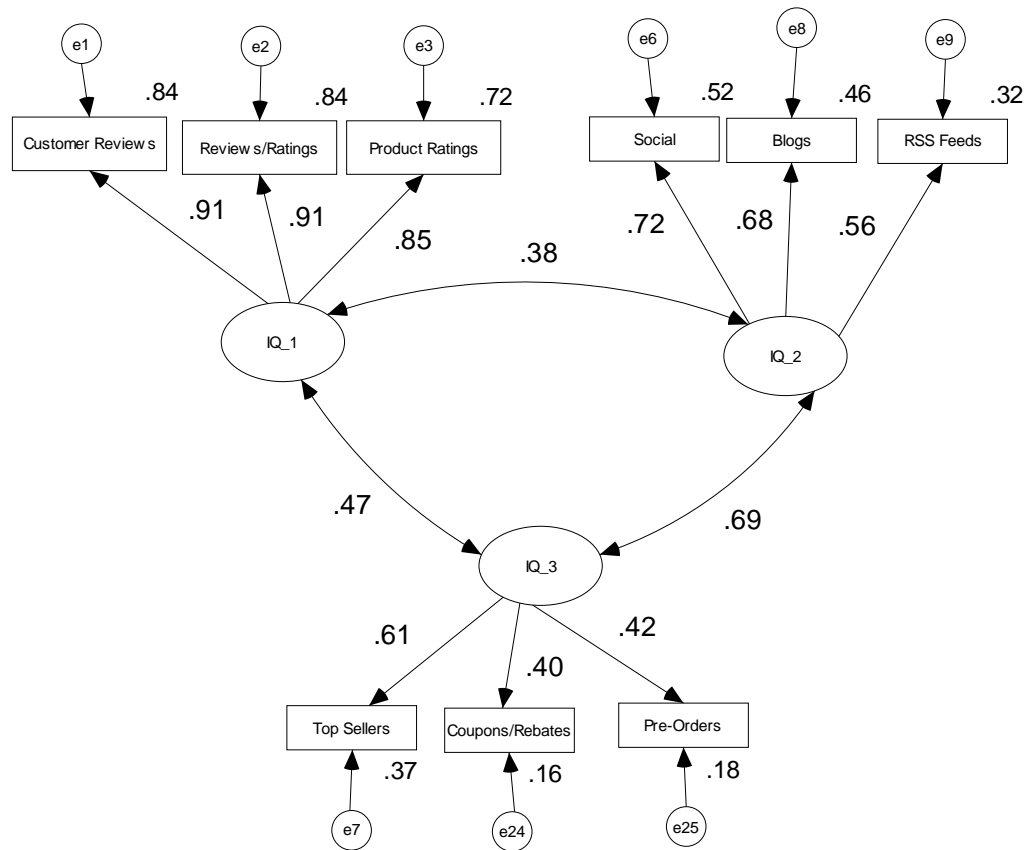 e1
e2
e3
e6
e8
e9
.84
.84
.72
.52
.46
.32
Customer Reviews
Reviews/Ratings
Product Ratings
Social
Blogs
RSS Feeds
.91
.91
.85
.72
.68
.56
.38
IQ_1
IQ_2
.47
.69
IQ_3
.61
.40
.42
Top Sellers
Coupons/Rebates
Pre-Orders
.37
.16
.18
e7
e24
e25